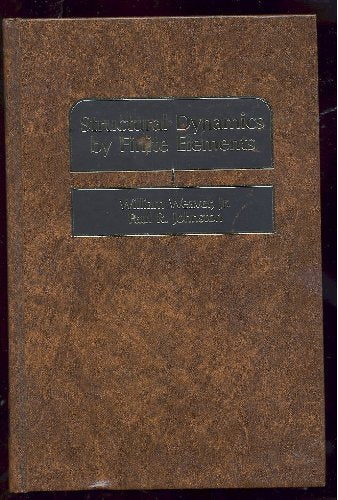 Structural Dynamics
by Finite Elements
William Weaver, Jr.
Paul R. Johnston